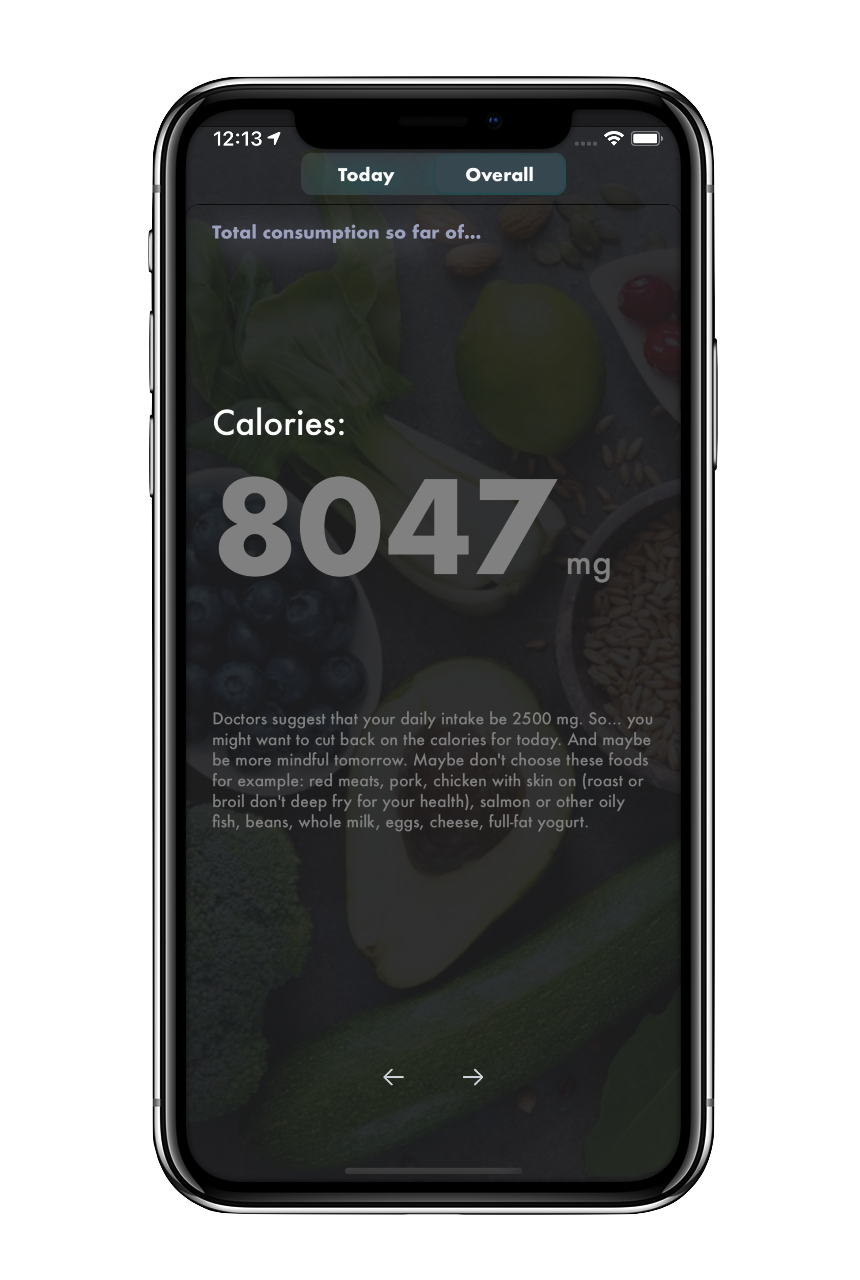 12:13
Today Overall
Total consumption so far of...
Calories:
8047 mg
Doctors suggest that your daily intake be 2500 mg. So... you
might want to cut back on the calories for today. And maybe
be more mindful tomorrow. Maybe don't choose these foods
for example: red meats, pork, chicken with skin on (roast or
broil don't deep fry for your health), salmon or other oily
fish, beans, whole milk, eggs, cheese, full-fat yogurt.